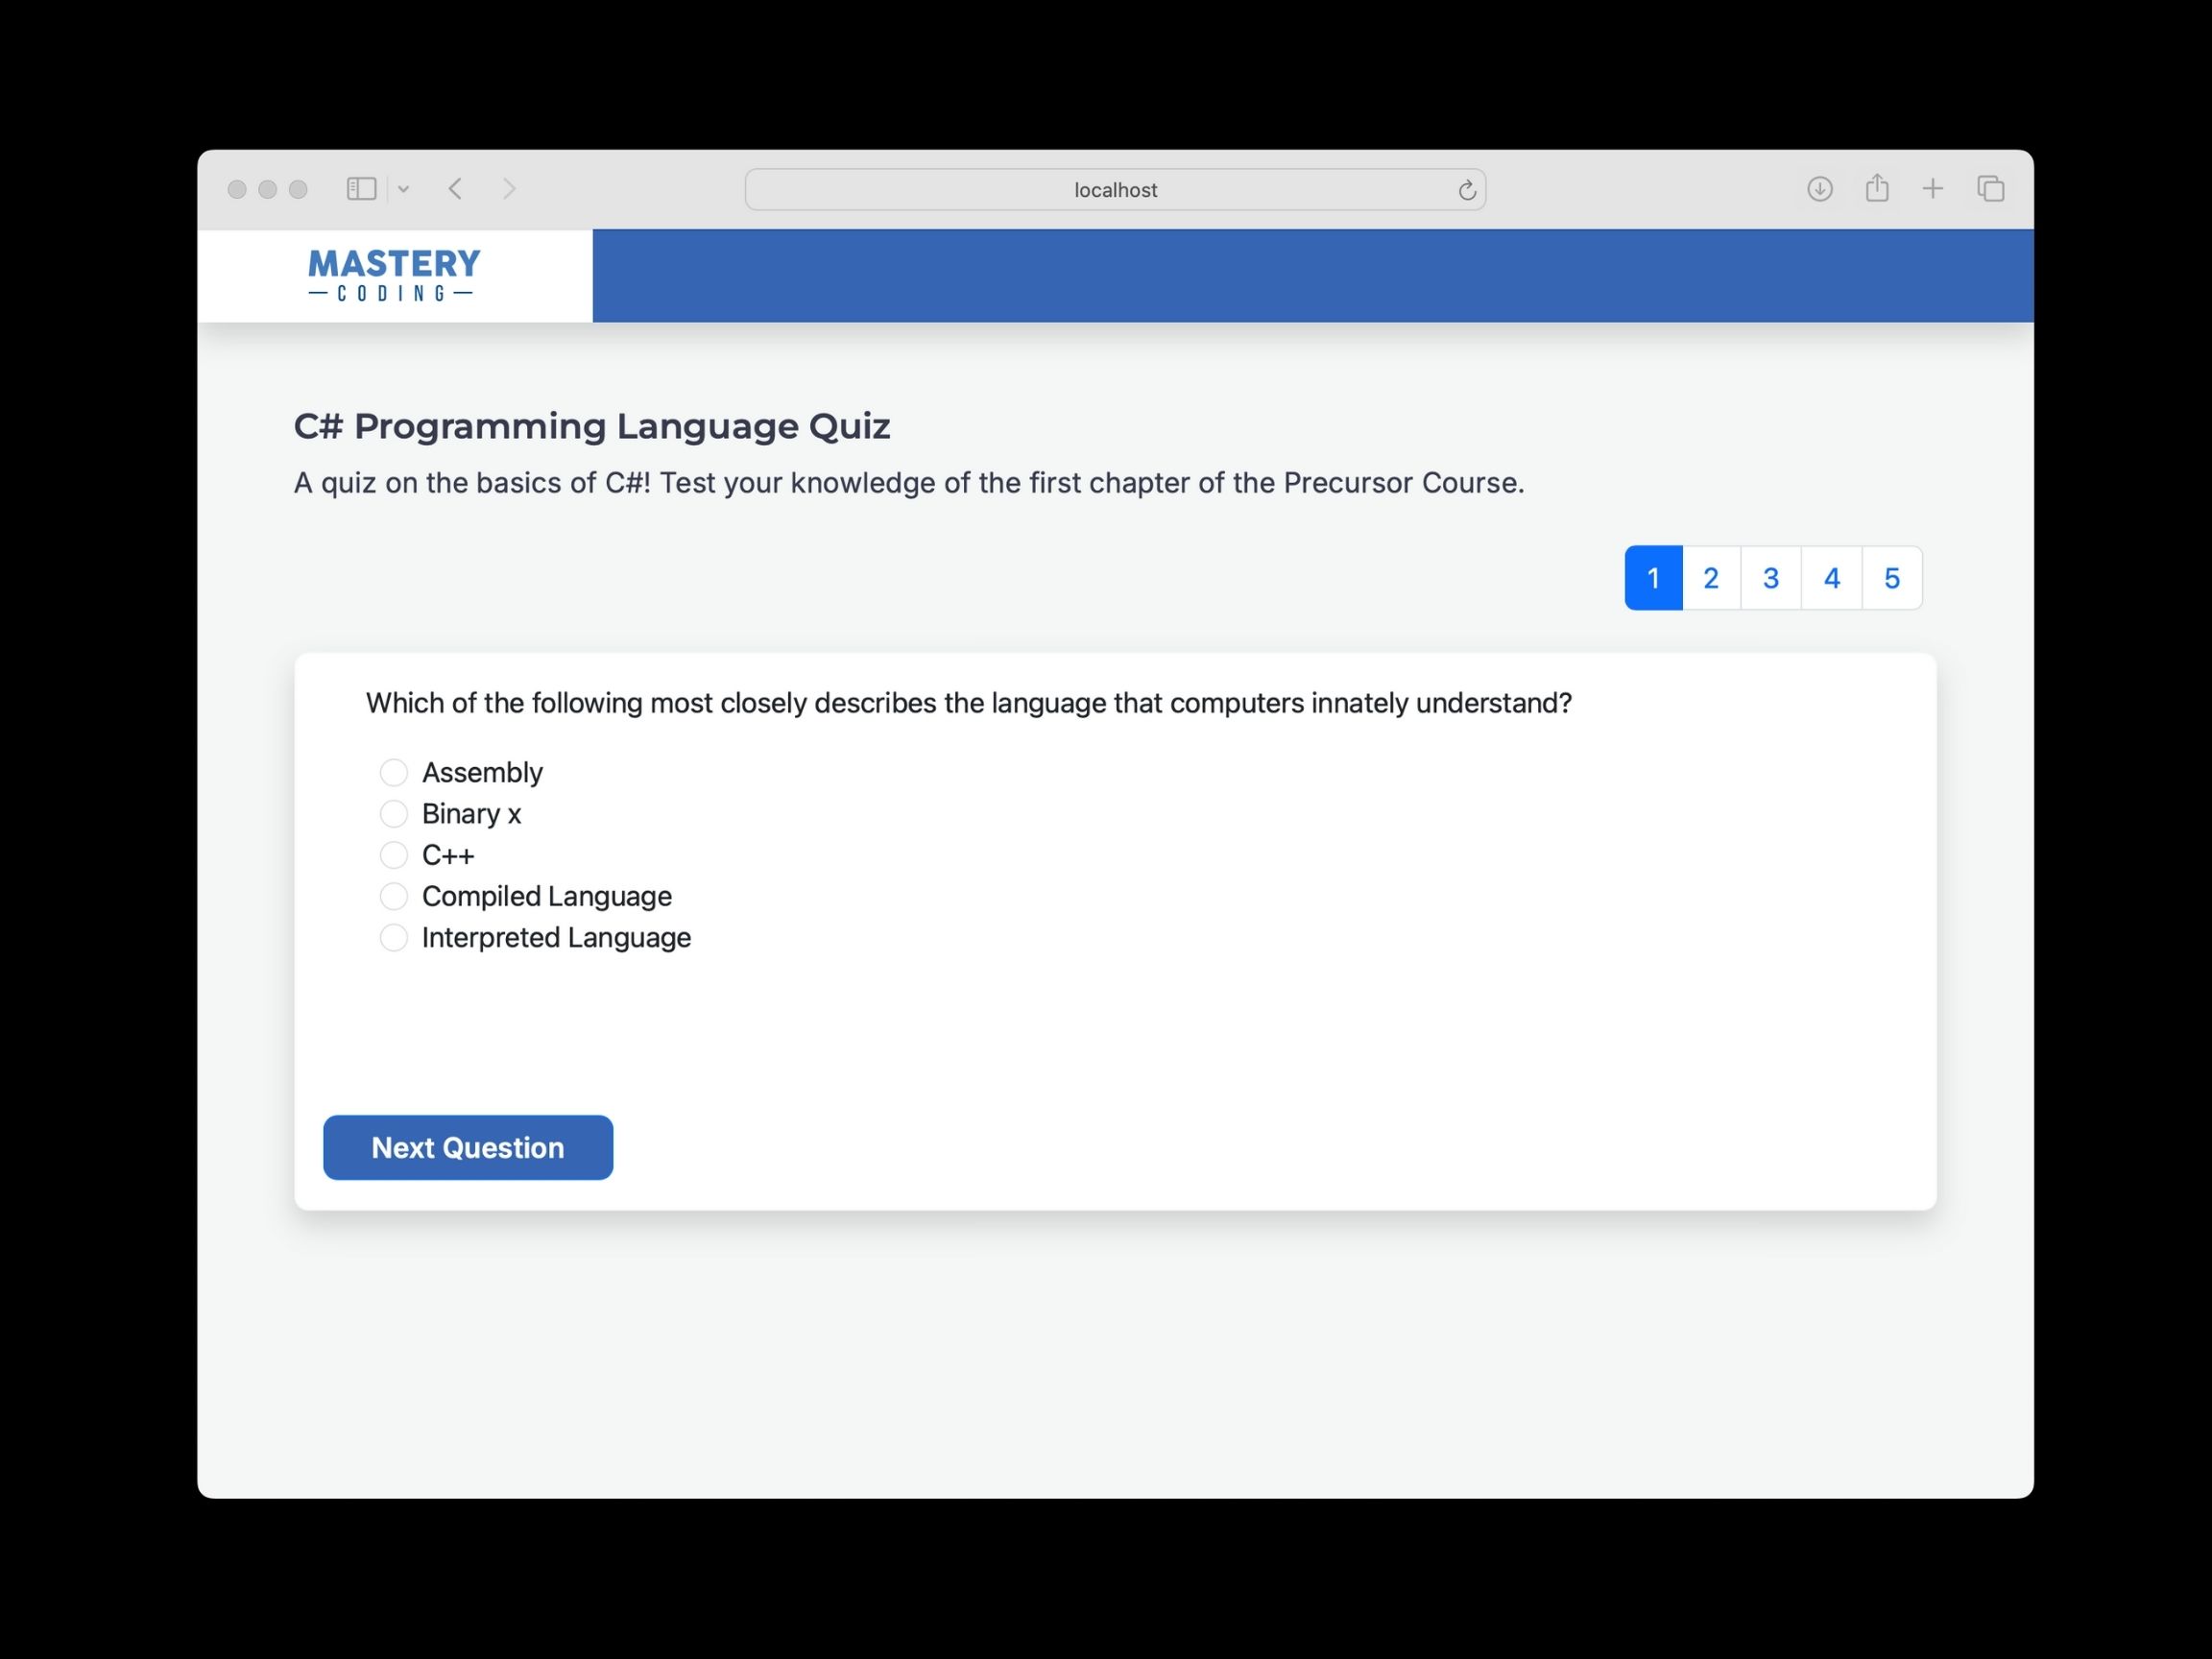 localhost
MASTERY
CODING
C# Programming Language Quiz
A quiz on the basics of C#! Test your knowledge of the first chapter of the Precursor Course.
1 2 3 4 5
Which of the following most closely describes the language that computers innately understand?
Assembly
Binary x
C++
Compiled Language
Interpreted Language
Next Question